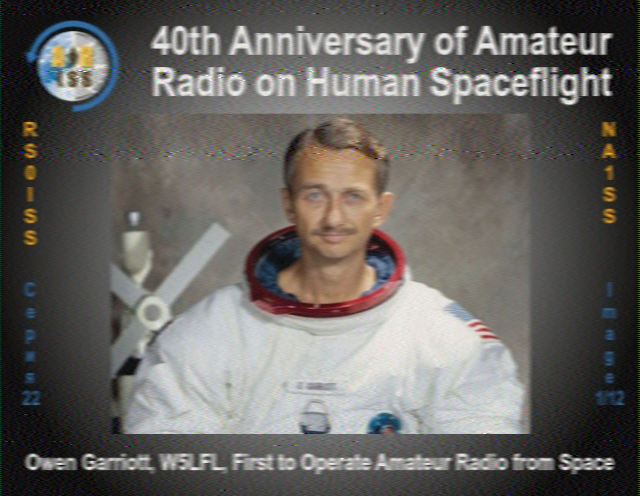 40th Anniversary of Amateur
Radio on Human Spaceflight
RS0ISS
NA1SS
Серия
22
Image
1/12
Owen Garriott, W5LFL, First to Operate Amateur Radio from Space